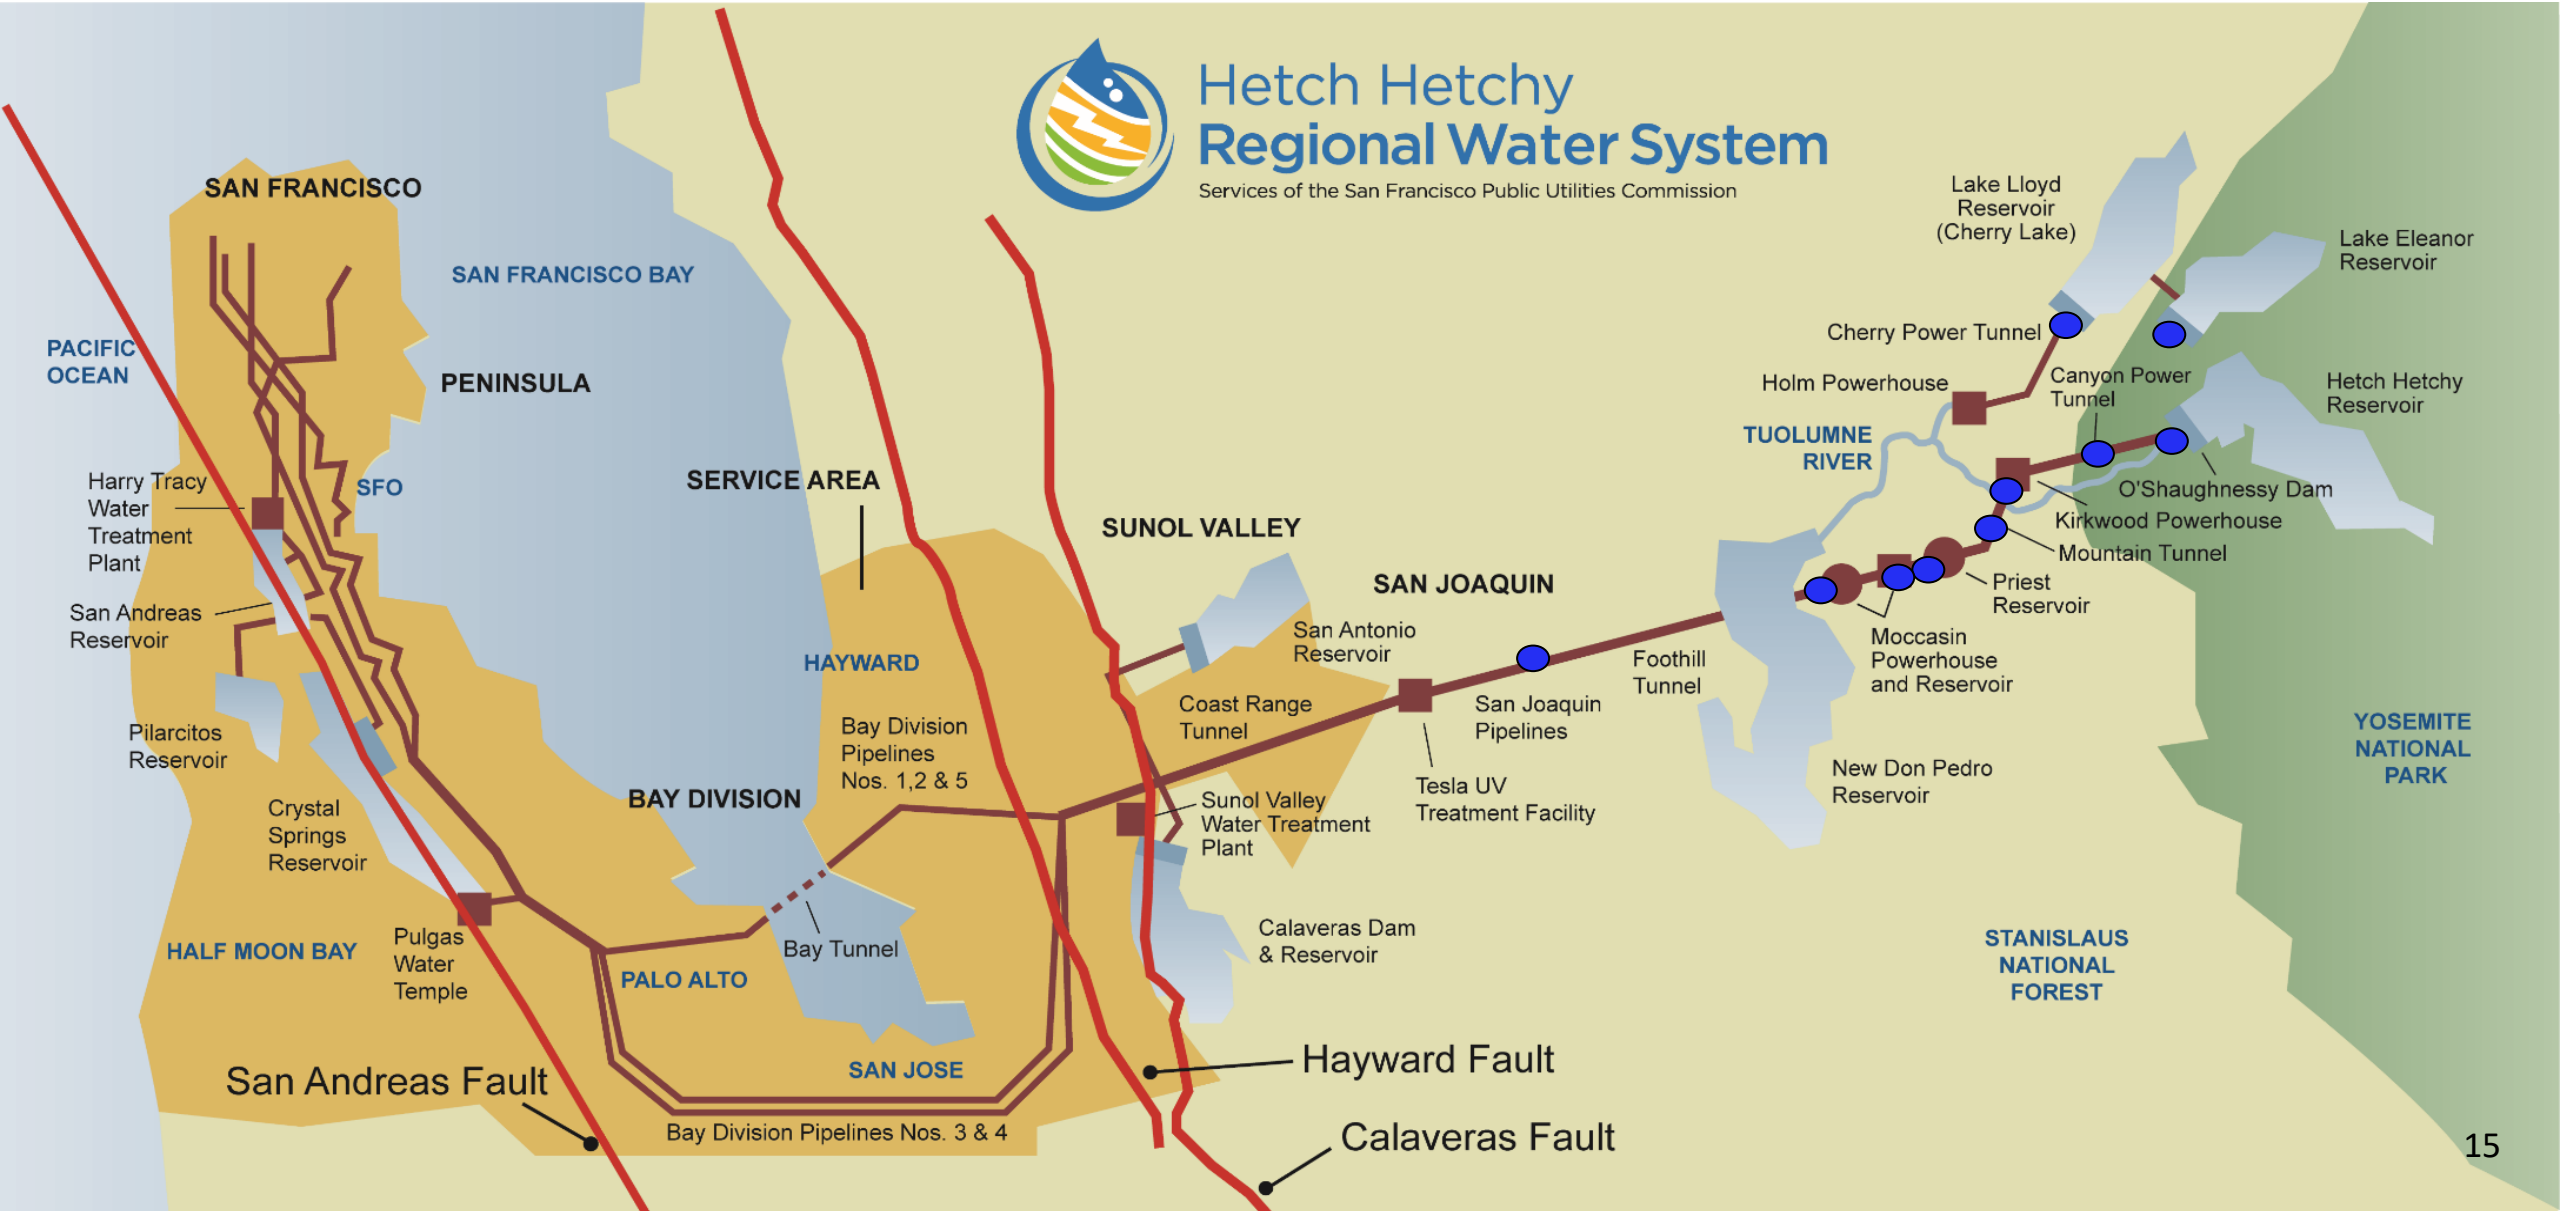 Hetch Hetchy
Regional Water System
Services of the San Francisco Public Utilities Commission
SAN FRANCISCO
SAN FRANCISCO BAY
PACIFIC
OCEAN
PENINSULA
Harry Tracy
Water
Treatment
Plant
SFO
SERVICE AREA
San Andreas
Reservoir
HAYWARD
Pilarcitos
Reservoir
Crystal
Springs
Reservoir
BAY DIVISION
Bay Division
Pipelines
Nos. 1,2 & 5
HALF MOON BAY
Pulgas
Water
Temple
PALO ALTO
Bay Tunnel
SAN JOSE
San Andreas Fault
Bay Division Pipelines Nos. 3 & 4
SUNOL VALLEY
San Antonio
Reservoir
Coast Range
Tunnel
Sunol Valley
Water Treatment
Plant
Calaveras Dam
& Reservoir
Hayward Fault
Calaveras Fault
SAN JOAQUIN
San Joaquin
Pipelines
Tesla UV
Treatment Facility
Foothill
Tunnel
Lake Lloyd
Reservoir
(Cherry Lake)
Lake Eleanor
Reservoir
Cherry Power Tunnel
Holm Powerhouse
Canyon Power
Tunnel
Hetch Hetchy
Reservoir
TUOLUMNE
RIVER
O'Shaughnessy Dam
Kirkwood Powerhouse
Mountain Tunnel
Priest
Reservoir
Moccasin
Powerhouse
and Reservoir
New Don Pedro
Reservoir
YOSEMITE
NATIONAL
PARK
STANISLAUS
NATIONAL
FOREST
15